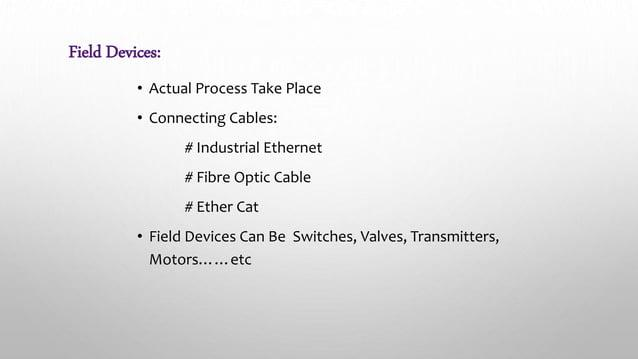 Field Devices:
• Actual Process Take Place
• Connecting Cables:
# Industrial Ethernet
# Fibre Optic Cable
# Ether Cat
• Field Devices Can Be  Switches, Valves, Transmitters,
Motors……etc